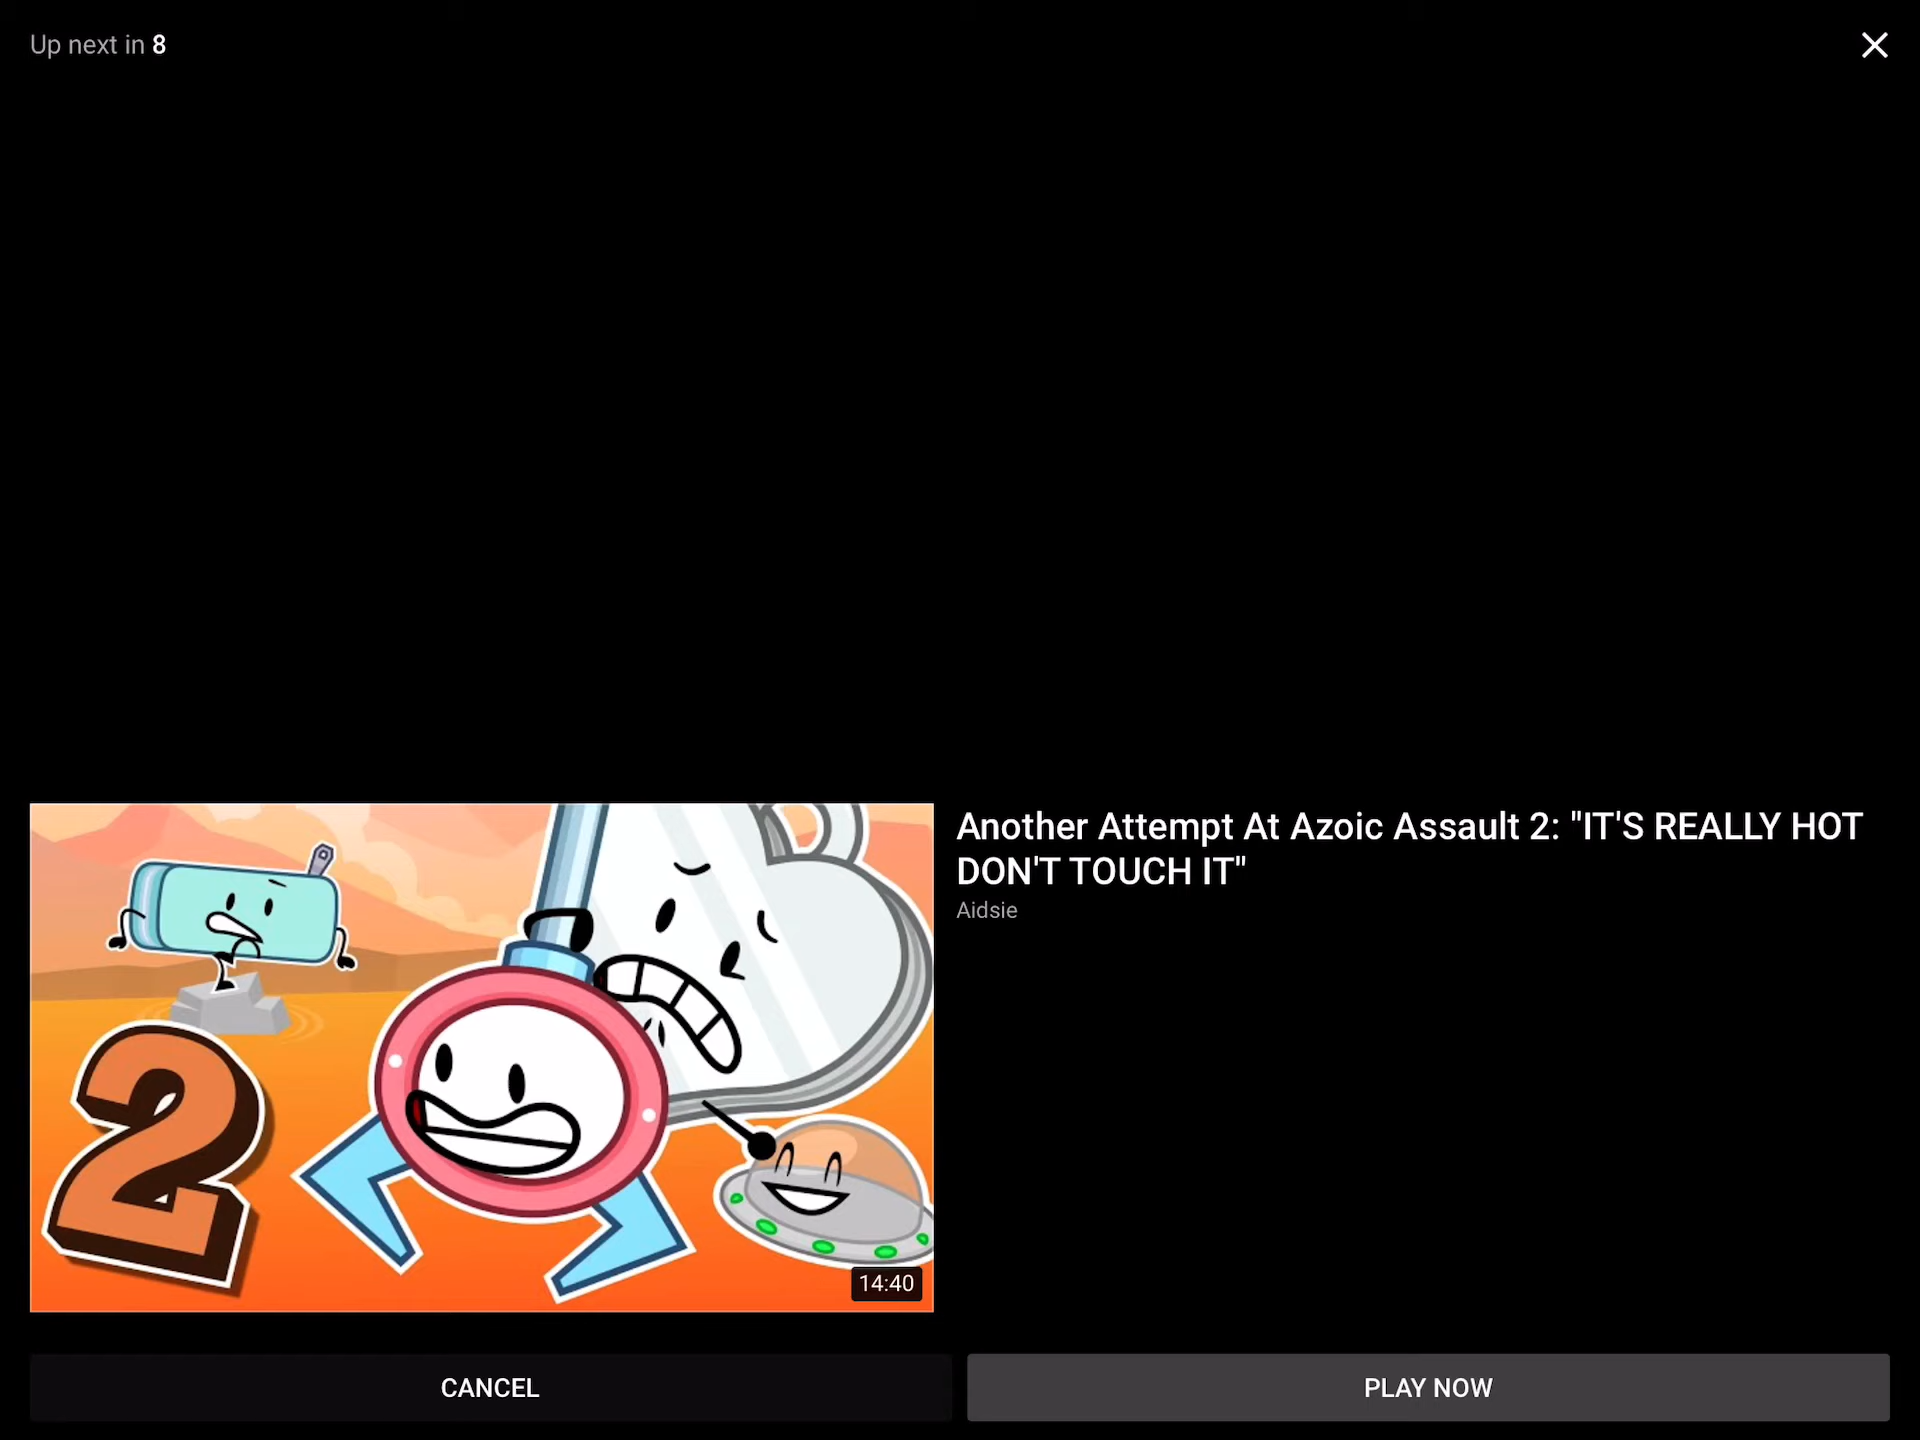 Up next in 8
Another Attempt At Azoic Assault 2: "IT'S REALLY HOT
DON'T TOUCH IT"
Aidsie
2
14:40
CANCEL
PLAY NOW